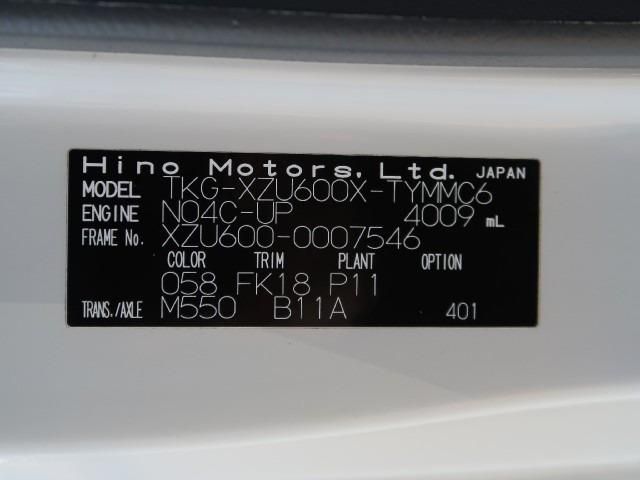 Hino Motors, Ltd. JAPAN
MODEL TKG-XZU600X-TYMMC6
ENGINE N04C-UP 4009 mL
FRAME No. XZU600-0007546
COLOR TRIM PLANT OPTION
058 FK18 P11
TRANS./AXLE M550 B11A 401